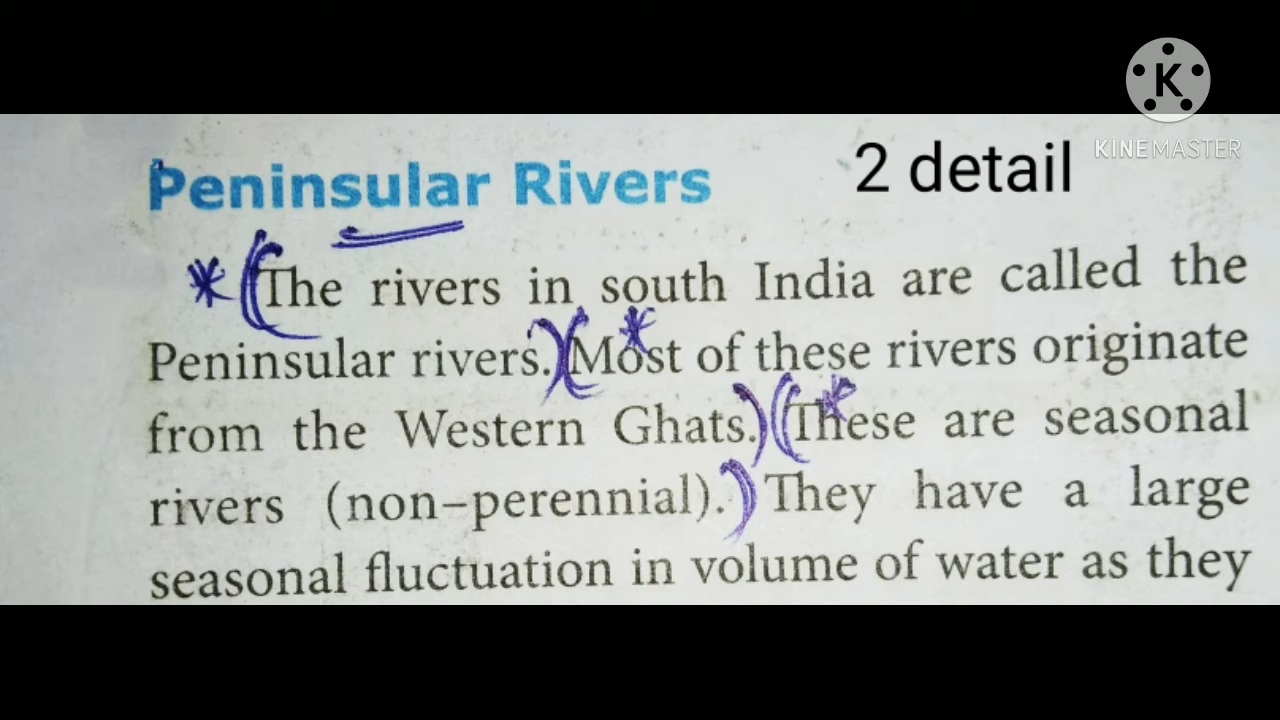 K
KINEMASTER
Peninsular Rivers
2 detail
*(The rivers in south India are called the
Peninsular rivers.)(Most of these rivers originate
from the Western Ghats.)(These are seasonal
rivers (non–perennial).) They have a large
seasonal fluctuation in volume of water as they